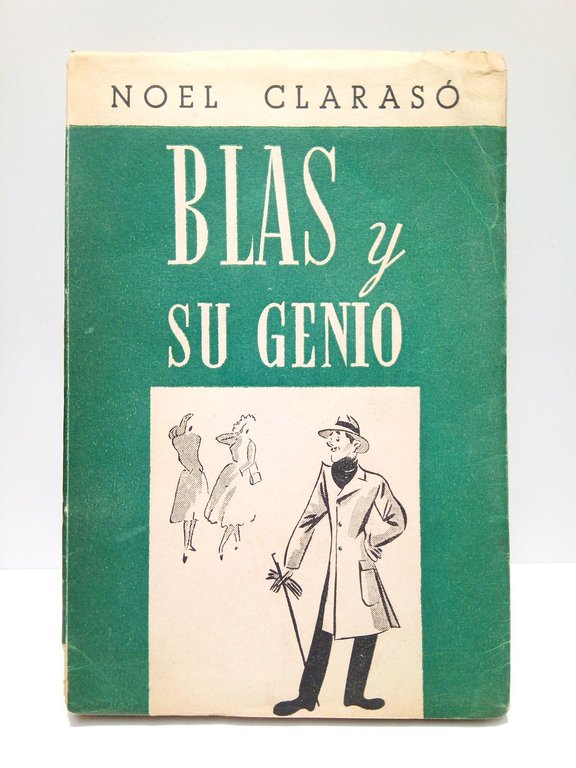 NOEL CLARASÓ
BLAS y
SU GENIO